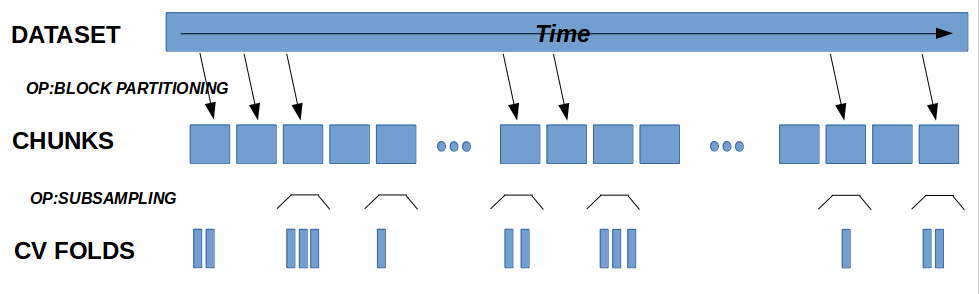 DATASET
Time
OP:BLOCK PARTITIONING
CHUNKS
OP:SUBSAMPLING
CV FOLDS